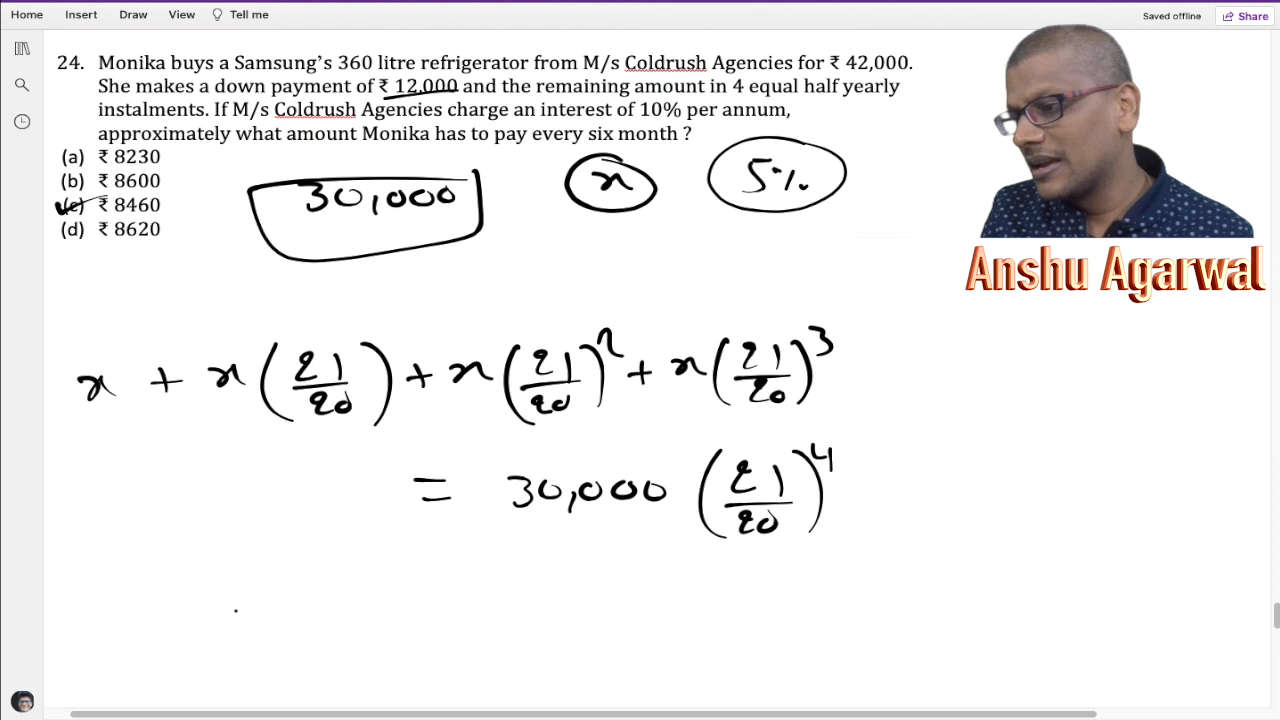 Home Insert Draw View Tell me Saved offline Share
24. Monika buys a Samsung's 360 litre refrigerator from M/s Coldrush Agencies for ₹ 42,000.
She makes a down payment of ₹ 12,000 and the remaining amount in 4 equal half yearly
instalments. If M/s Coldrush Agencies charge an interest of 10% per annum,
approximately what amount Monika has to pay every six month ?
(a) ₹ 8230
(b) ₹ 8600
(c) ₹ 8460
(d) ₹ 8620
30,000 x 5%
Anshu Agarwal
x + x (21/20) + x (21/20)^2 + x (21/20)^3
= 30,000 (21/20)^4